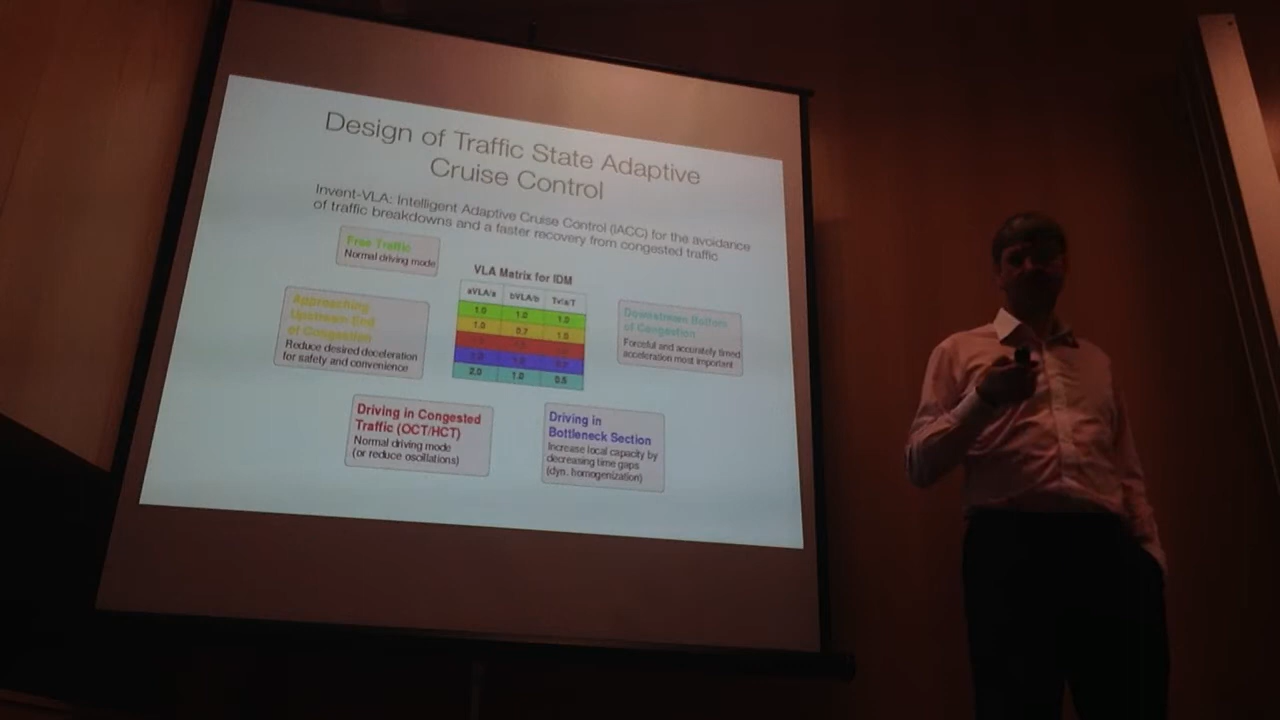 Design of Traffic State Adaptive
Cruise Control
Invent-VLA: Intelligent Adaptive Cruise Control (IACC) for the avoidance
of traffic breakdowns and a faster recovery from congested traffic
Free Traffic
Normal driving mode
VLA Matrix for IDM
aVLA/a bVLA/b
1.0 1.0 1.0
1.0 0.7 1.0
2.0 1.0 0.5
Approaching
Upstream End
of Congestion
Reduce desired deceleration
for safety and convenience
Downstream
of Congestion
Forceful and accurately timed
acceleration most important
Driving in Congested
Traffic (OCT/HCT)
Normal driving mode
(or reduce oscillations)
Driving in
Bottleneck Section
Increase local capacity by
decreasing time gaps
(dyn. homogenization)